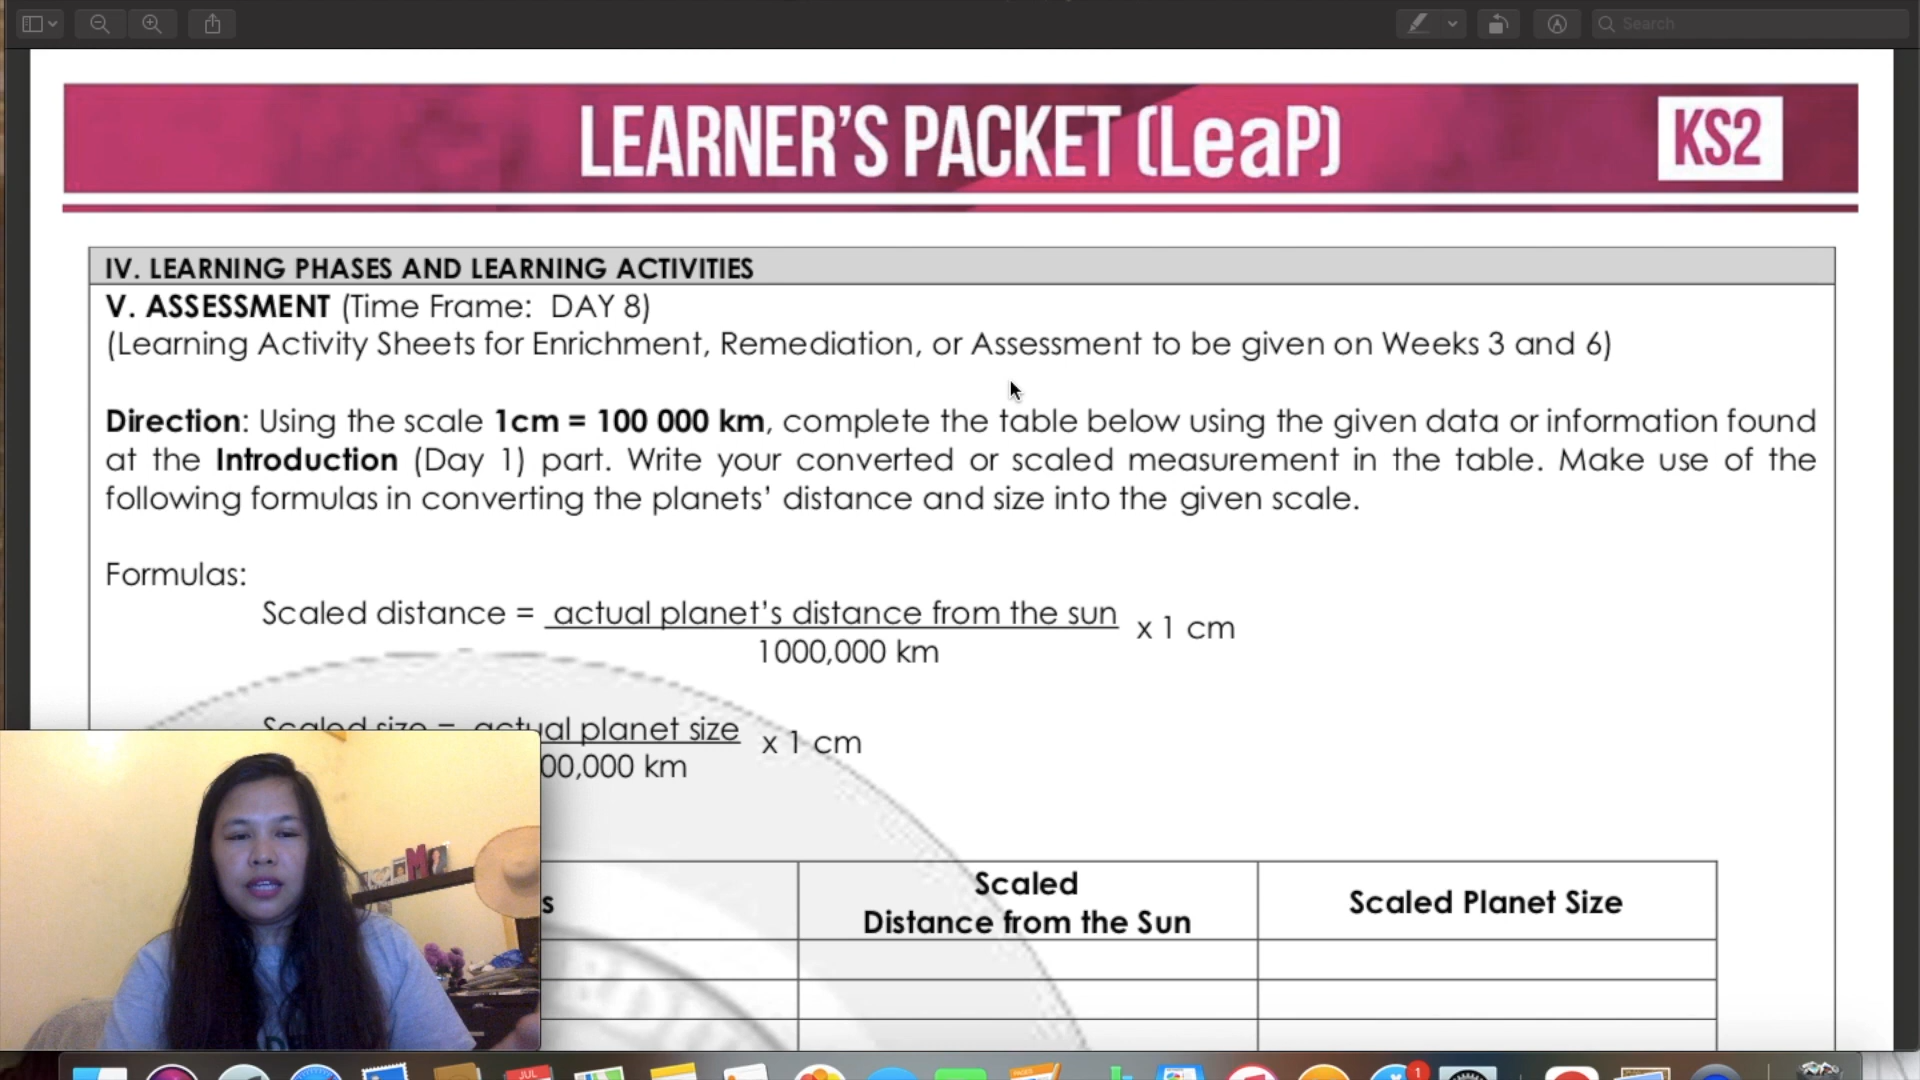 Search
LEARNER'S PACKET (LeaP)
KS2
IV. LEARNING PHASES AND LEARNING ACTIVITIES
V. ASSESSMENT (Time Frame: DAY 8)
(Learning Activity Sheets for Enrichment, Remediation, or Assessment to be given on Weeks 3 and 6)
Direction: Using the scale 1cm = 100 000 km, complete the table below using the given data or information found
at the Introduction (Day 1) part. Write your converted or scaled measurement in the table. Make use of the
following formulas in converting the planets' distance and size into the given scale.
Formulas:
Scaled distance = actual planet's distance from the sun x 1 cm
1000,000 km
Scaled size = actual planet size x 1 cm
00,000 km
s
Scaled
Distance from the Sun
Scaled Planet Size
M
JUL
1